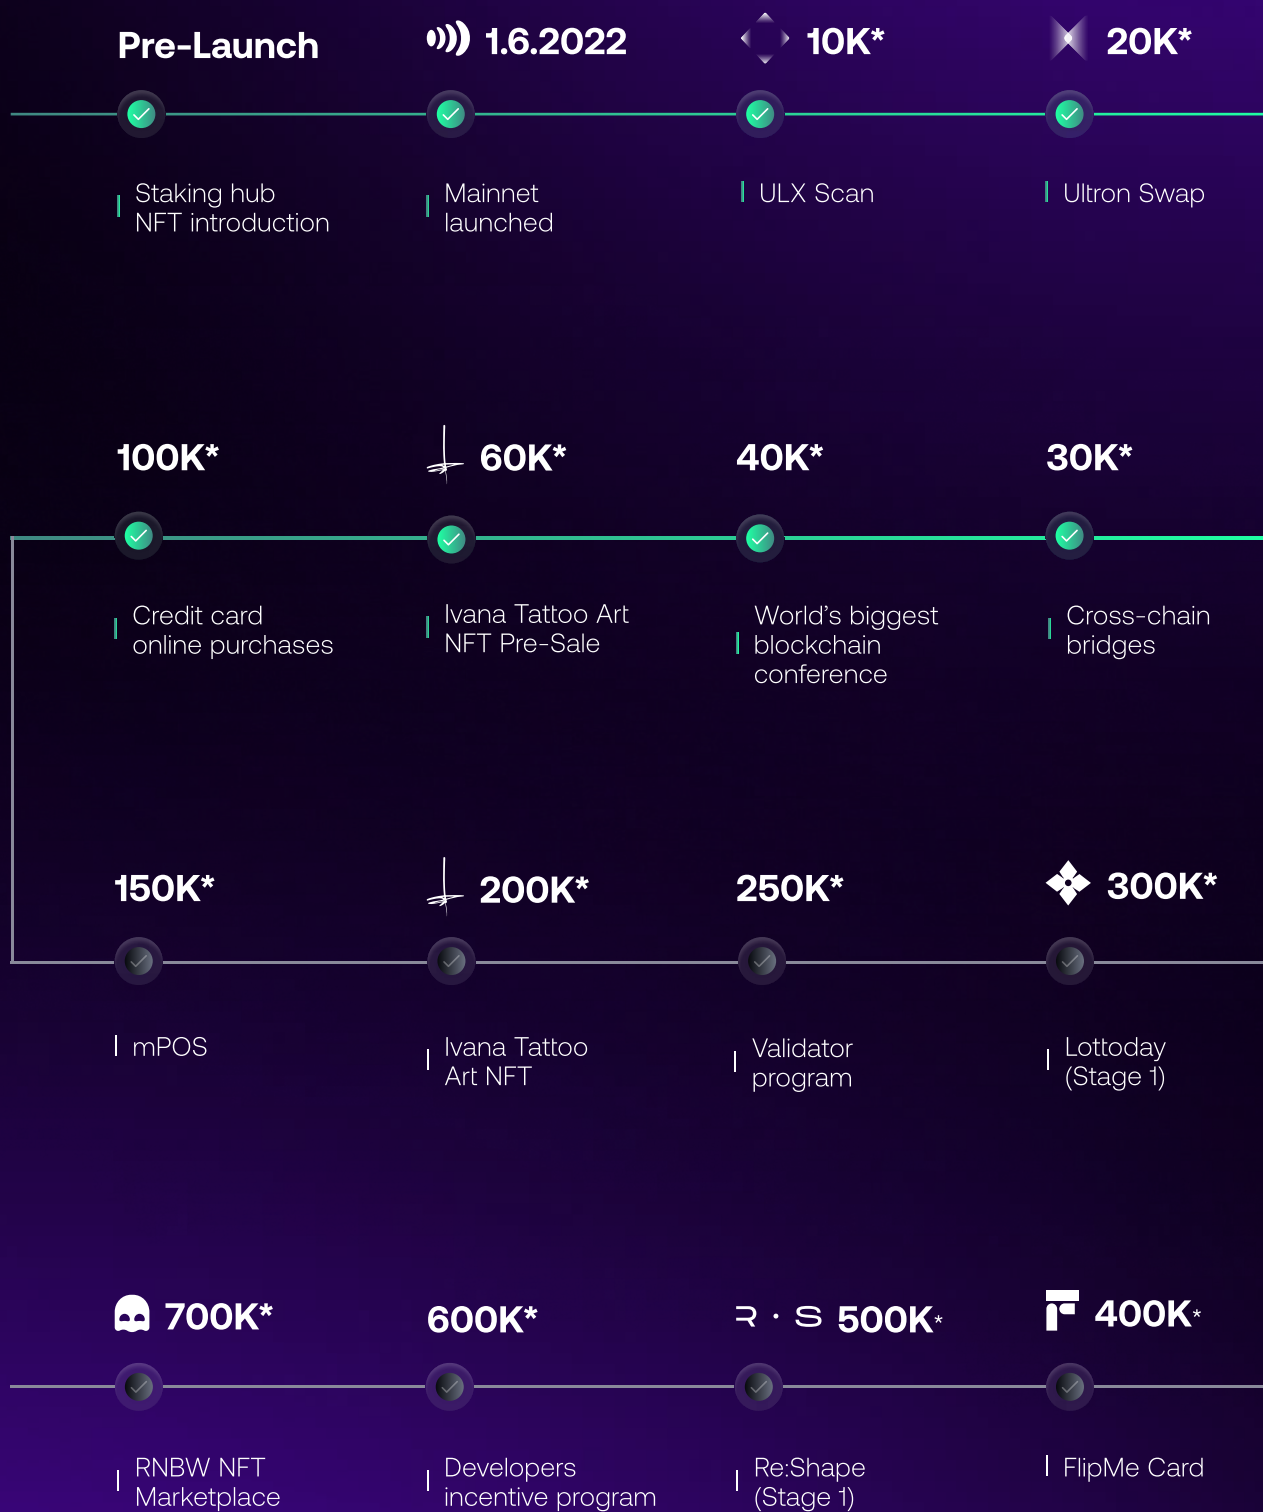 Pre-Launch
1.6.2022
10K*
20K*
Staking hub
NFT introduction
Mainnet
launched
ULX Scan
Ultron Swap
100K*
60K*
40K*
30K*
Credit card
online purchases
Ivana Tattoo Art
NFT Pre-Sale
World’s biggest
blockchain
conference
Cross-chain
bridges
150K*
200K*
250K*
300K*
mPOS
Ivana Tattoo
Art NFT
Validator
program
Lottoday
(Stage 1)
700K*
600K*
R · S 500K*
400K*
RNBW NFT
Marketplace
Developers
incentive program
Re:Shape
(Stage 1)
FlipMe Card